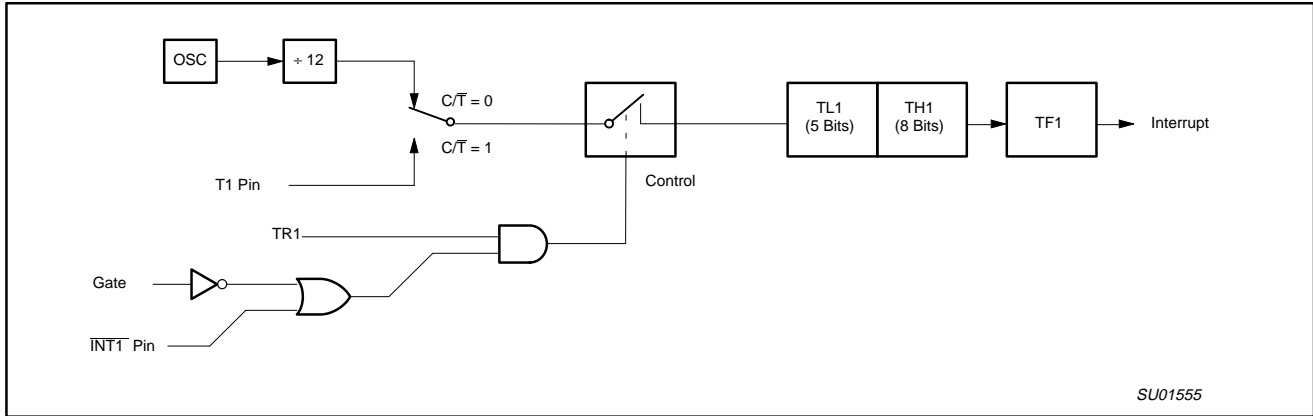 OSC
÷ 12
C/T̅ = 0
C/T̅ = 1
T1 Pin
TL1
(5 Bits)
TH1
(8 Bits)
TF1
Interrupt
Control
TR1
Gate
I̅N̅T̅1̅ Pin
SU01555